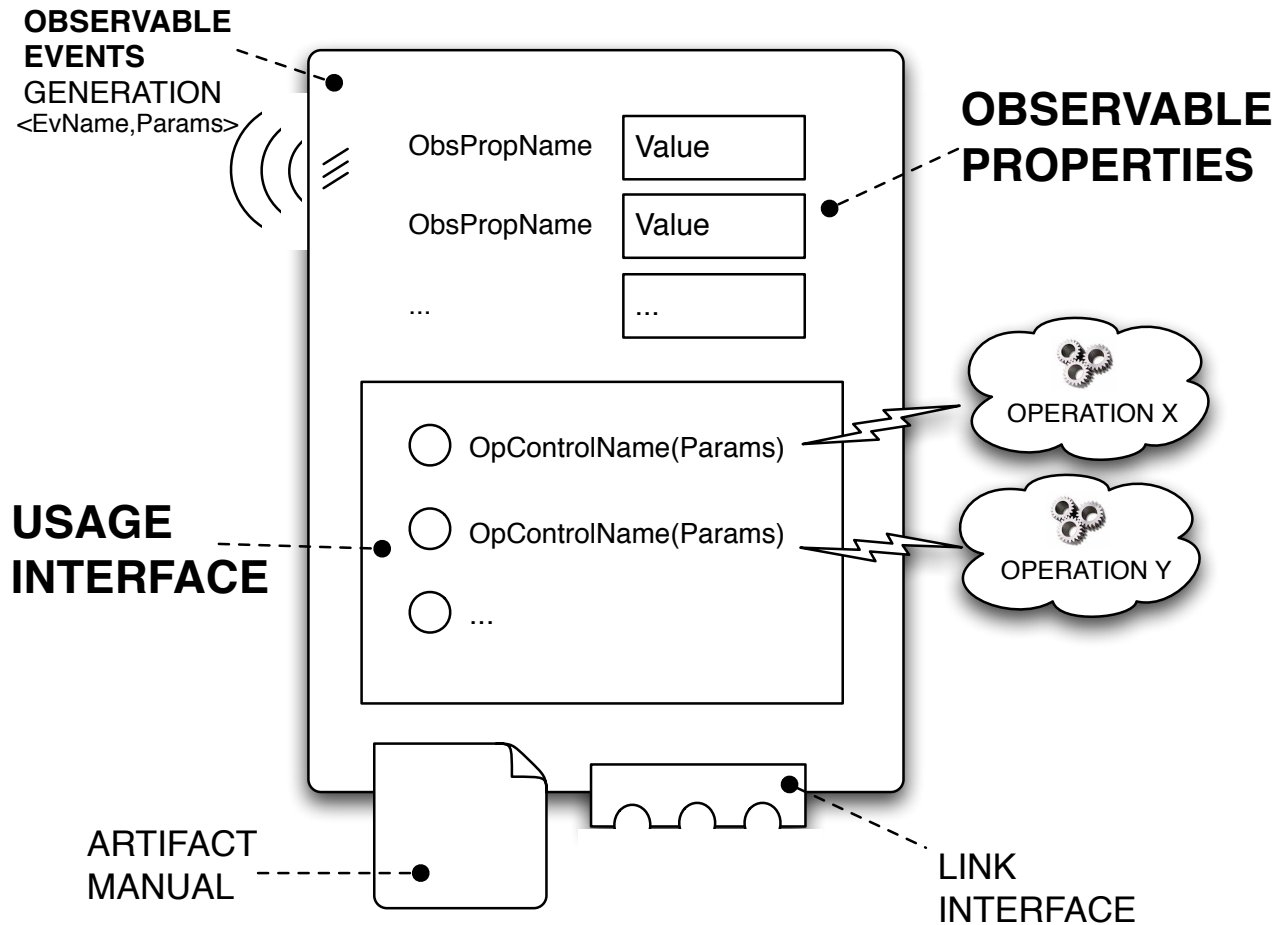 OBSERVABLE
EVENTS
GENERATION
<EvName,Params>
OBSERVABLE
PROPERTIES
ObsPropName
Value
ObsPropName
Value
...
...
OPERATION X
OpControlName(Params)
USAGE
INTERFACE
OpControlName(Params)
OPERATION Y
...
ARTIFACT
MANUAL
LINK
INTERFACE